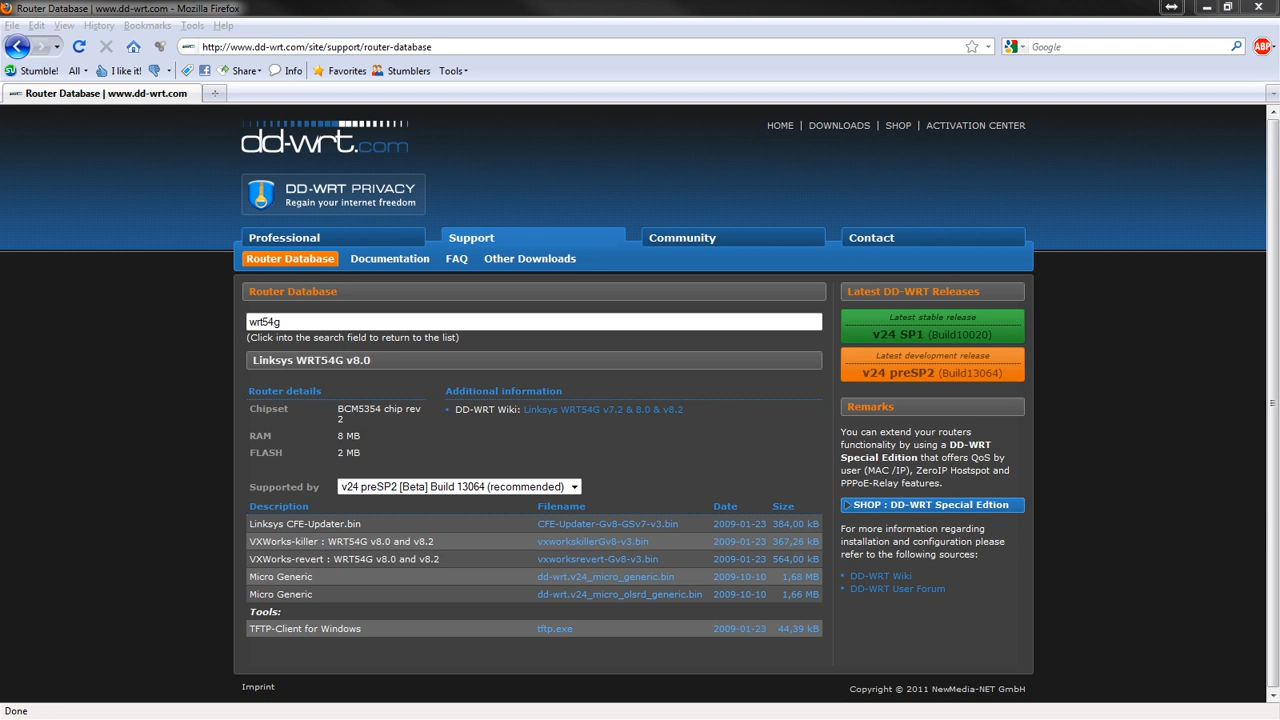 Router Database | www.dd-wrt.com - Mozilla Firefox
File Edit View History Bookmarks Tools Help
http://www.dd-wrt.com/site/support/router-database
Google
ABP
Stumble! All I like it! Share Info Favorites Stumblers Tools
Router Database | www.dd-wrt.com
dd-wrt.com
HOME | DOWNLOADS | SHOP | ACTIVATION CENTER
DD-WRT PRIVACY
Regain your internet freedom
Professional Support Community Contact
Router Database Documentation FAQ Other Downloads
Router Database
wrt54g
(Click into the search field to return to the list)
Linksys WRT54G v8.0
Router details
Chipset BCM5354 chip rev
2
RAM 8 MB
FLASH 2 MB
Additional information
DD-WRT Wiki: Linksys WRT54G v7.2 & 8.0 & v8.2
Supported by v24 preSP2 [Beta] Build 13064 (recommended)
Description Filename Date Size
Linksys CFE-Updater.bin CFE-Updater-Gv8-GSv7-v3.bin 2009-01-23 384,00 kB
VXWorks-killer : WRT54G v8.0 and v8.2 vxworkskillerGv8-v3.bin 2009-01-23 367,26 kB
VXWorks-revert : WRT54G v8.0 and v8.2 vxworksrevert-Gv8-v3.bin 2009-01-23 564,00 kB
Micro Generic dd-wrt.v24_micro_generic.bin 2009-10-10 1,68 MB
Micro Generic dd-wrt.v24_micro_olsrd_generic.bin 2009-10-10 1,66 MB
Tools:
TFTP-Client for Windows tftp.exe 2009-01-23 44,39 kB
Latest DD-WRT Releases
Latest stable release
v24 SP1 (Build10020)
Latest development release
v24 preSP2 (Build13064)
Remarks
You can extend your routers
functionality by using a DD-WRT
Special Edition that offers QoS by
user (MAC /IP), ZeroIP Hostspot and
PPPoE-Relay features.
SHOP : DD-WRT Special Edtion
For more information regarding
installation and configuration please
refer to the following sources:
DD-WRT Wiki
DD-WRT User Forum
Imprint
Copyright © 2011 NewMedia-NET GmbH
Done